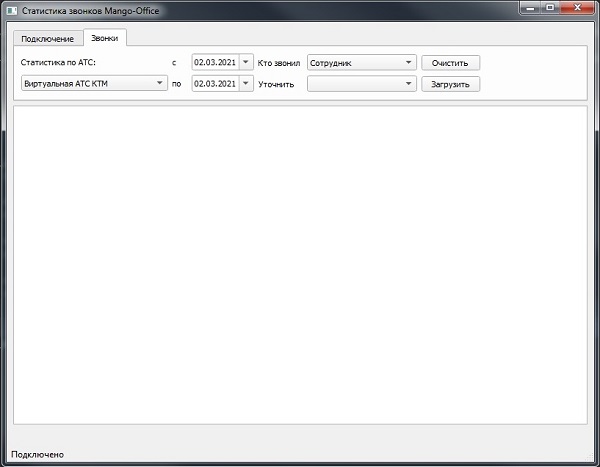 Статистика звонков Mango-Office
Подключение Звонки
Статистика по АТС: с 02.03.2021 Кто звонил Сотрудник Очистить
Виртуальная АТС КТМ по 02.03.2021 Уточнить Загрузить
Подключено